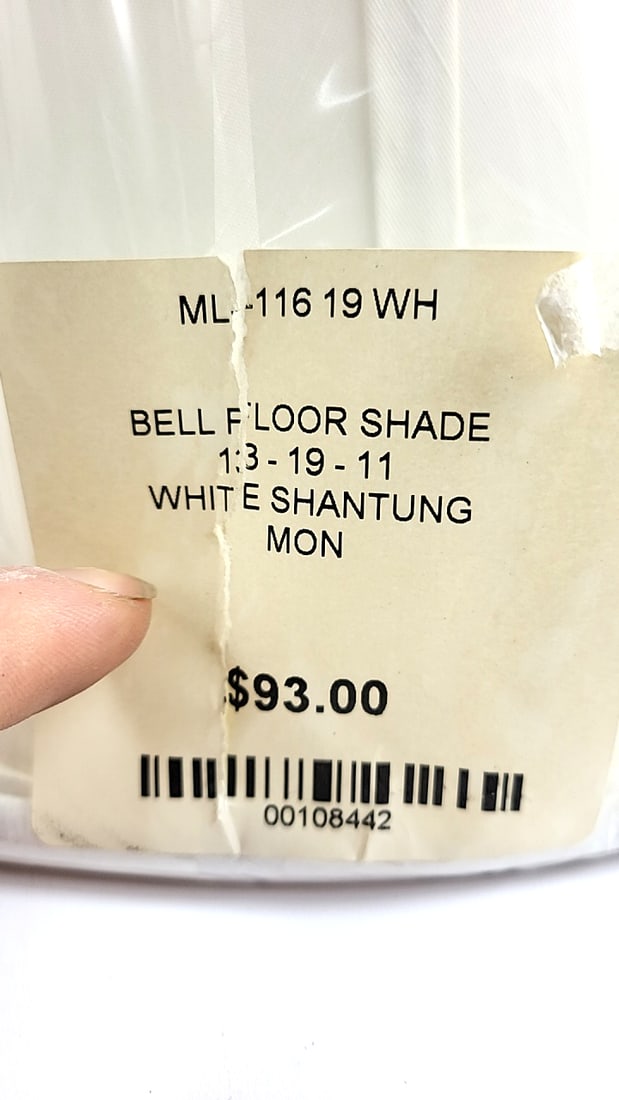 ML-116 19 WH
BELL FLOOR SHADE
13 - 19 - 11
WHITE SHANTUNG
MON
$93.00
00108442